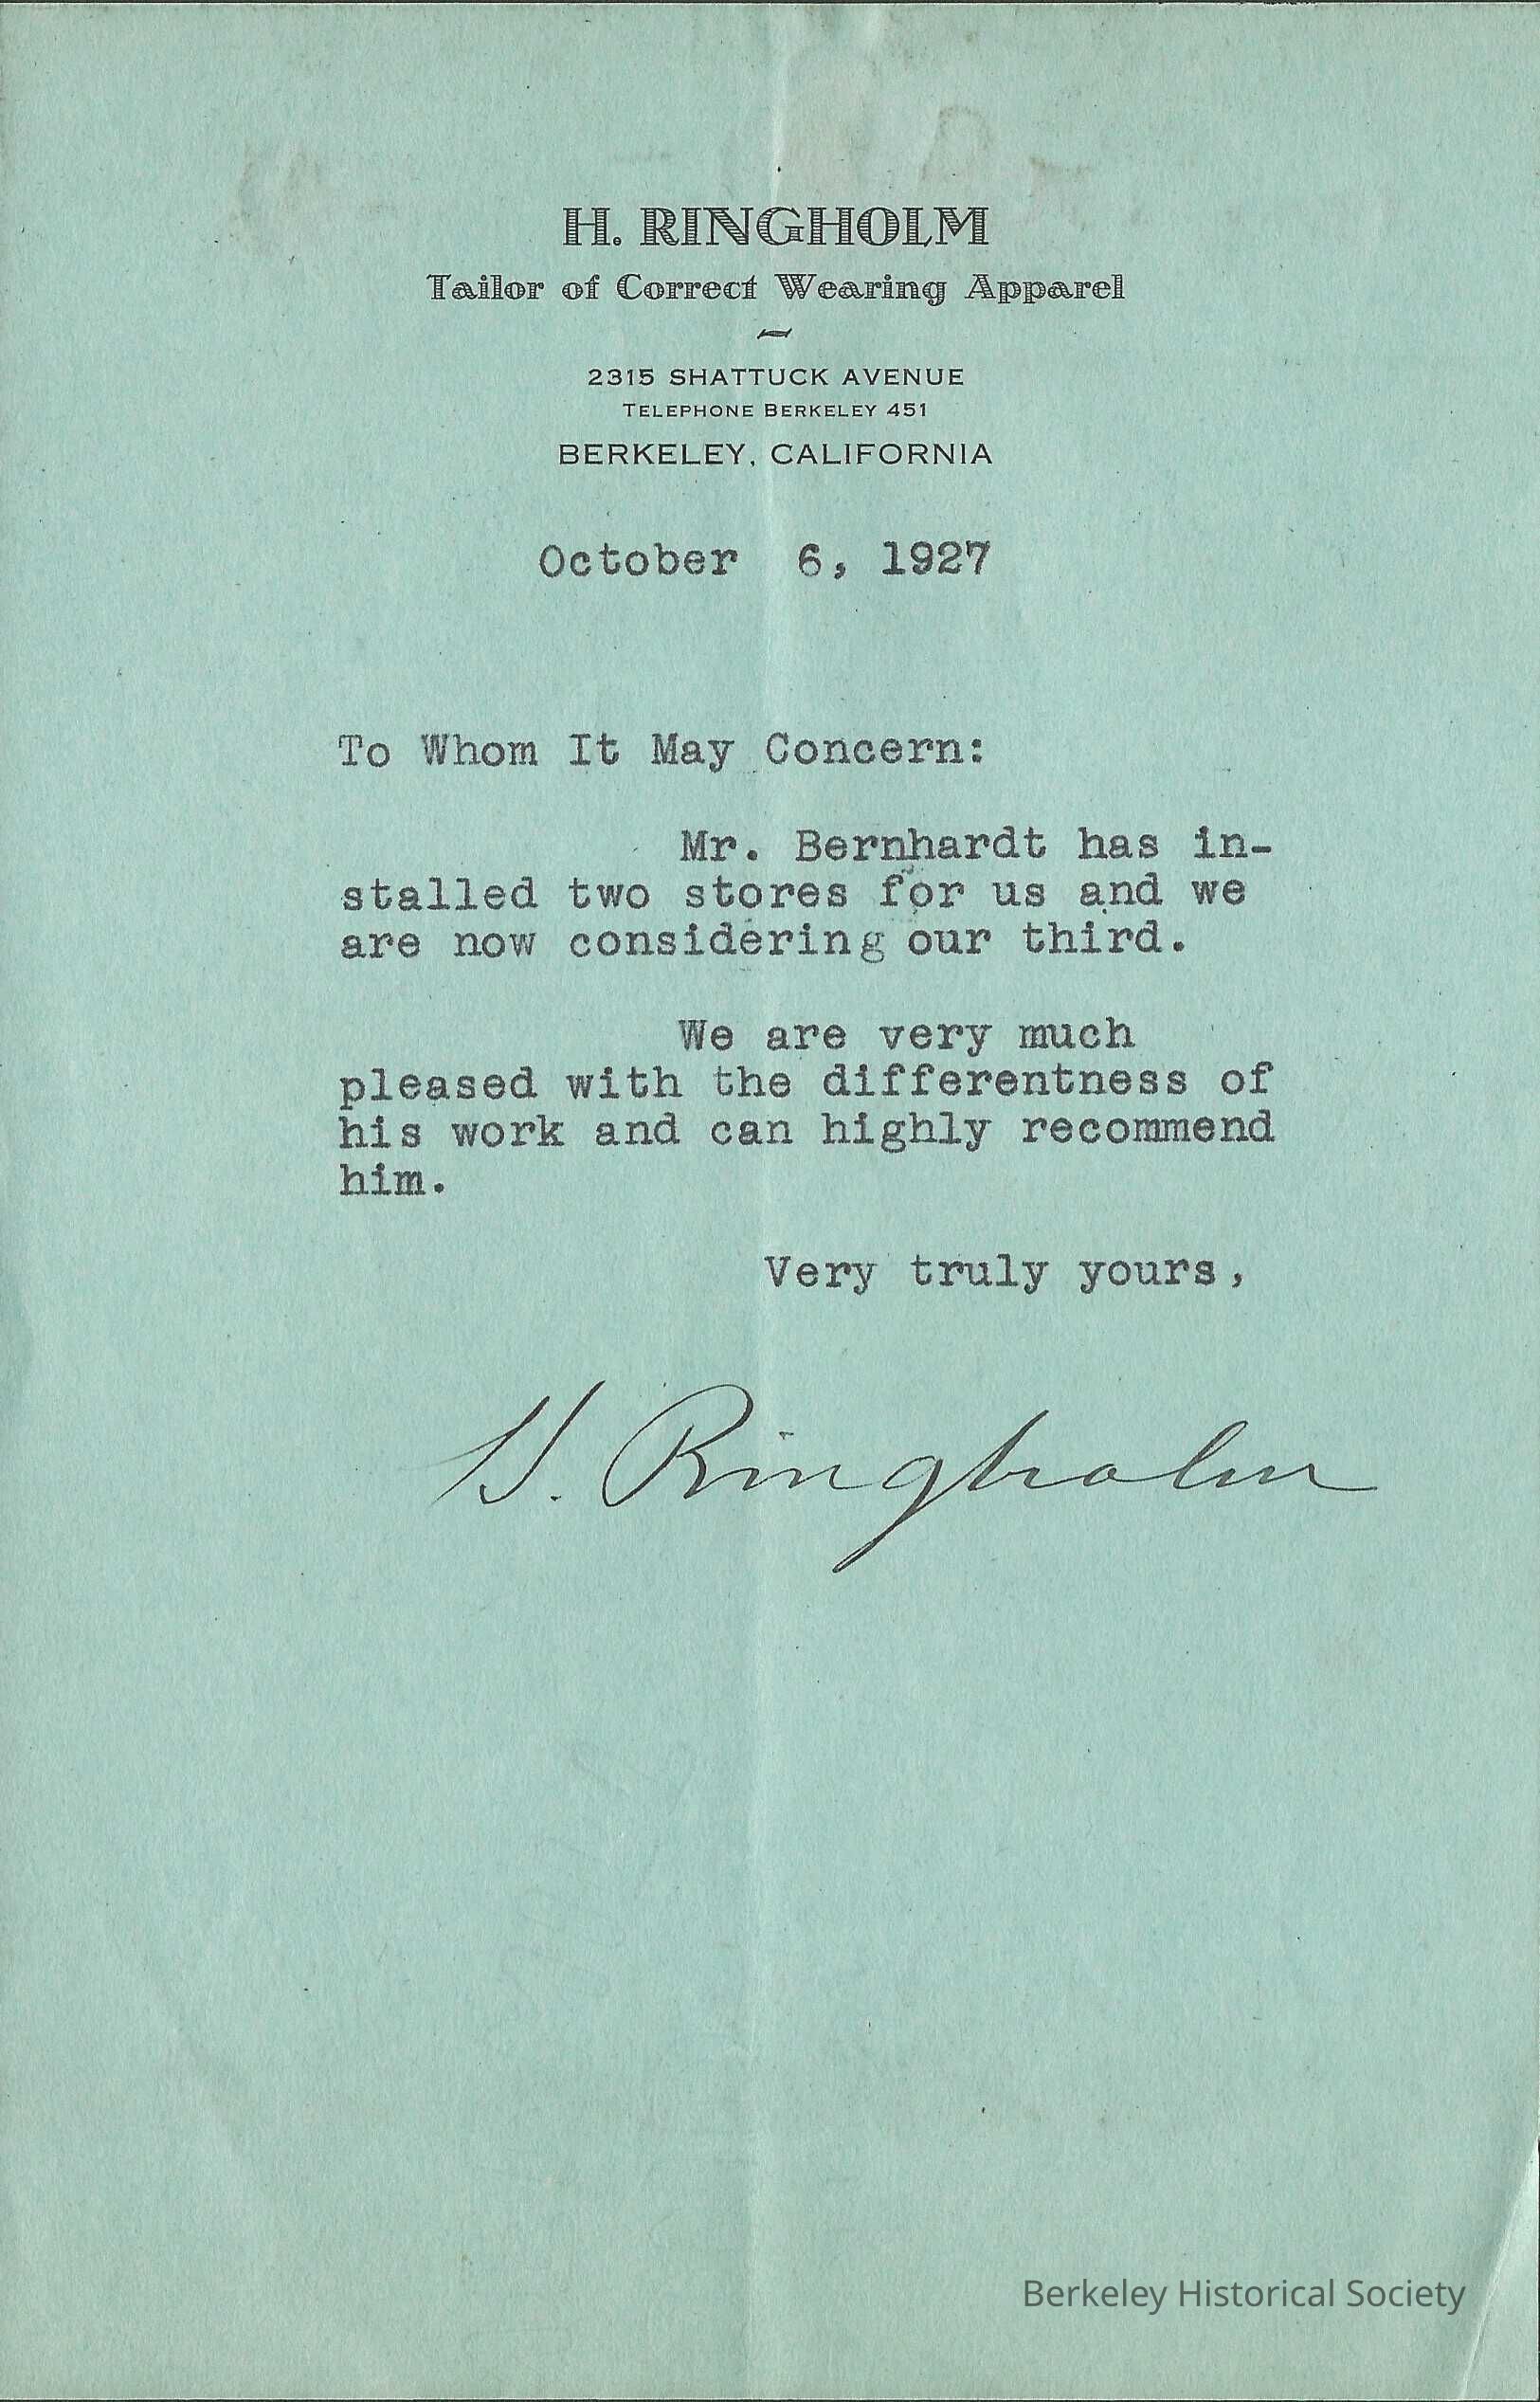 H. RINGHOLM
Tailor of Correct Wearing Apparel
2315 SHATTUCK AVENUE
TELEPHONE BERKELEY 451
BERKELEY, CALIFORNIA
October 6, 1927
To Whom It May Concern:
Mr. Bernhardt has in-
stalled two stores for us and we
are now considering our third.
We are very much
pleased with the differentness of
his work and can highly recommend
him.
Very truly yours,
H. Ringholm
Berkeley Historical Society